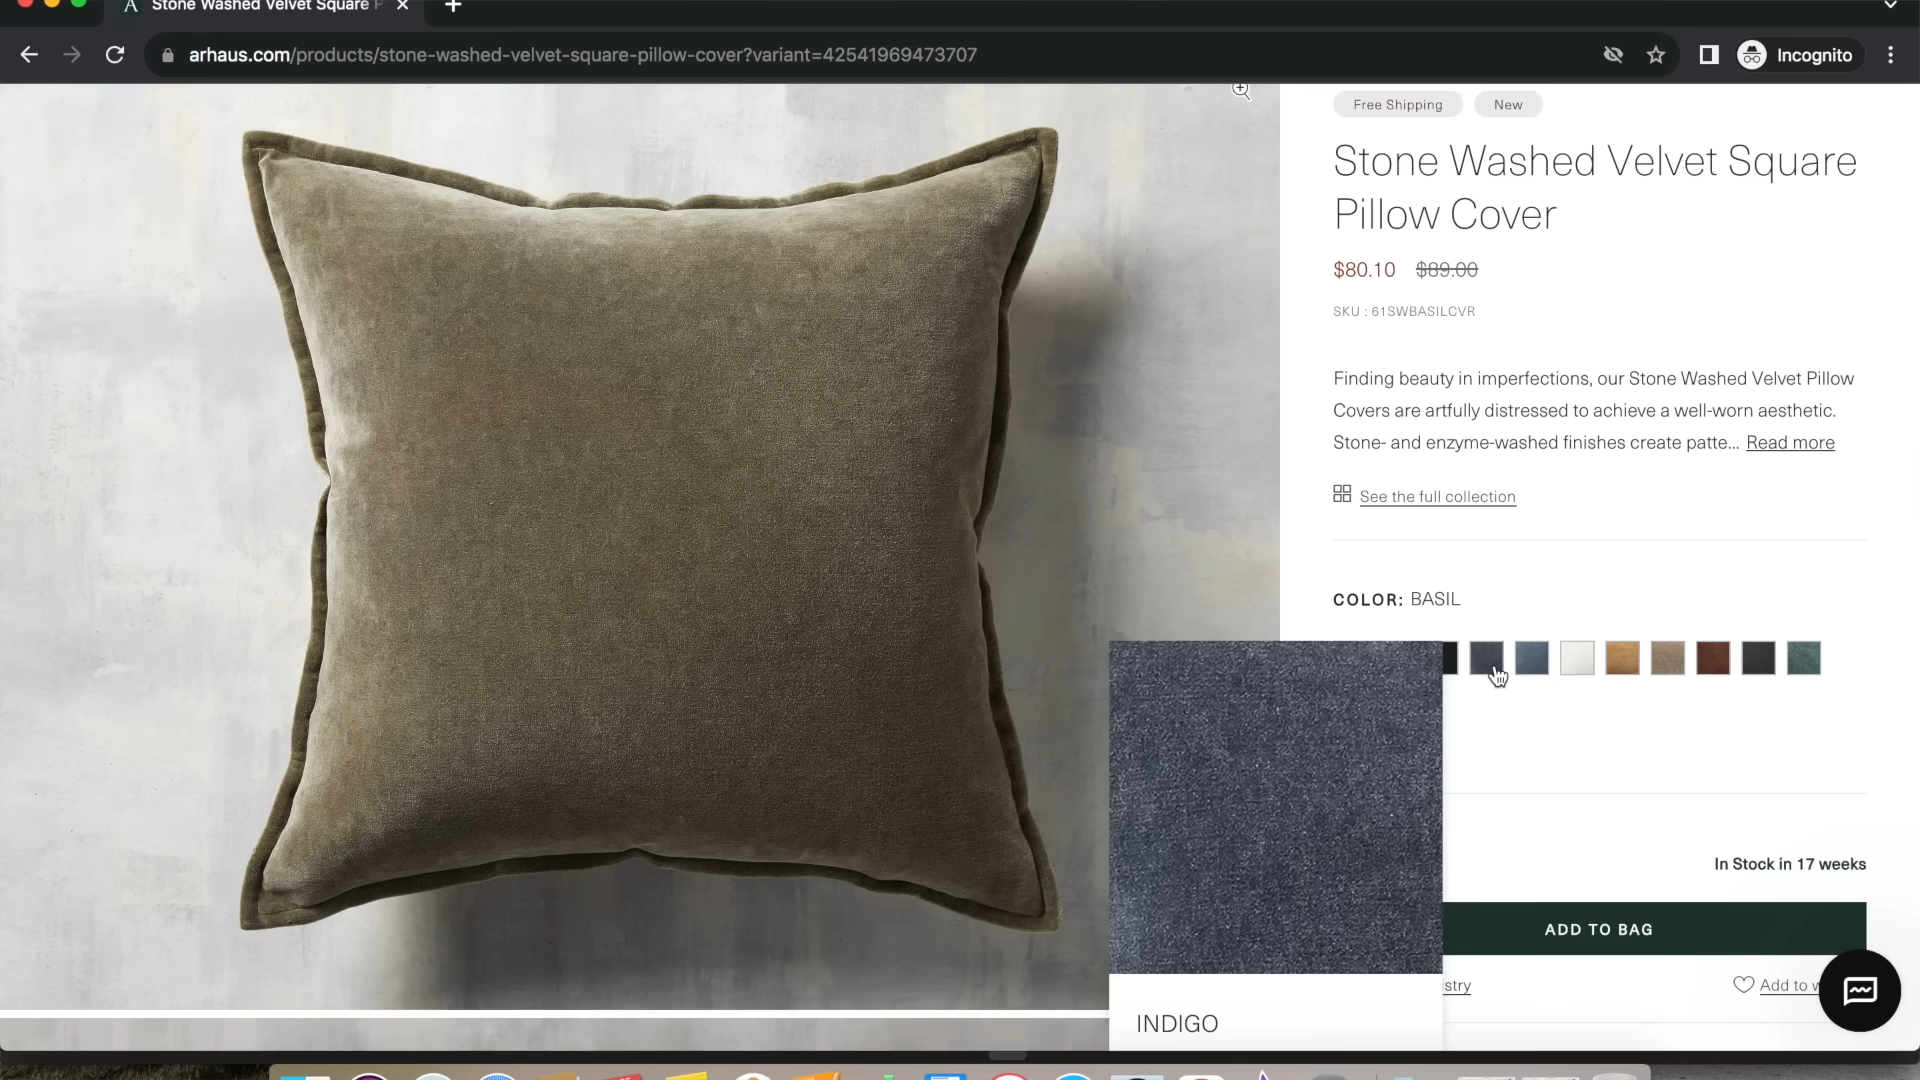 Stone Washed Velvet Square P
arhaus.com/products/stone-washed-velvet-square-pillow-cover?variant=42541969473707
Incognito
Free Shipping
New
Stone Washed Velvet Square
Pillow Cover
$80.10 $89.00
SKU : 61SWBASILCVR
Finding beauty in imperfections, our Stone Washed Velvet Pillow
Covers are artfully distressed to achieve a well-worn aesthetic.
Stone- and enzyme-washed finishes create patte... Read more
See the full collection
COLOR: BASIL
In Stock in 17 weeks
ADD TO BAG
Add to
INDIGO